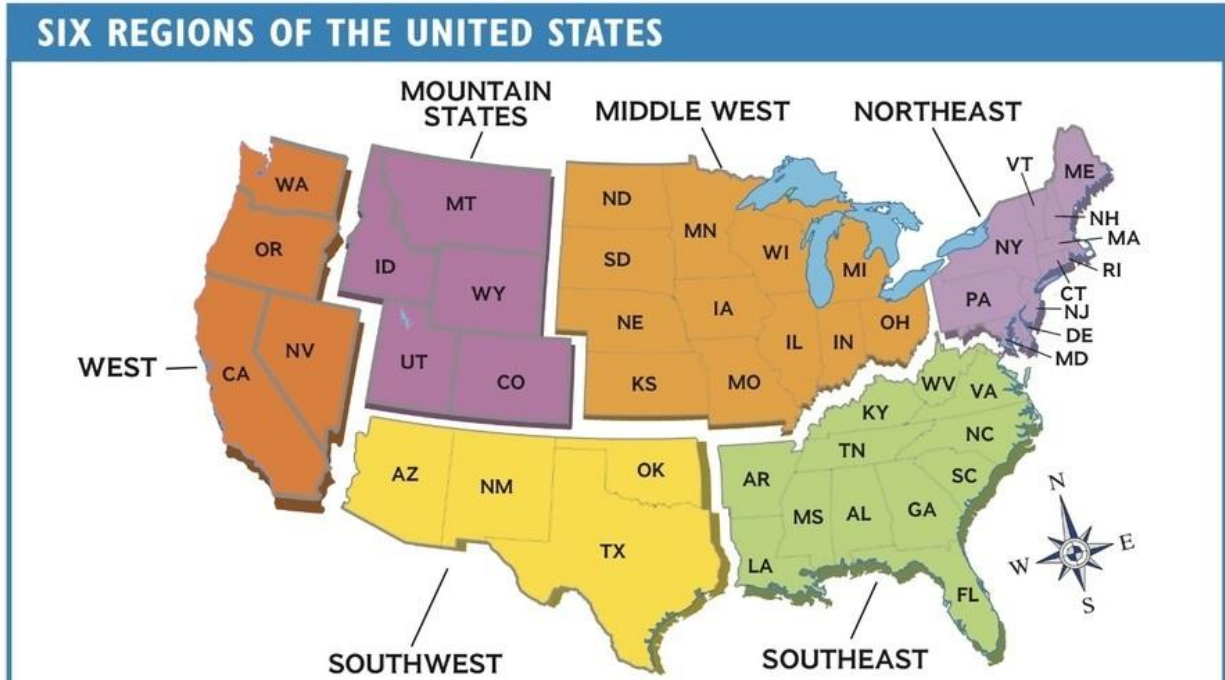 SIX REGIONS OF THE UNITED STATES
MOUNTAIN
STATES
MIDDLE WEST
NORTHEAST
WEST
SOUTHWEST
SOUTHEAST
WA
OR
CA
NV
MT
ID
WY
UT
CO
ND
SD
NE
KS
MN
IA
MO
WI
IL
MI
IN
OH
VT
ME
NH
MA
RI
CT
NJ
DE
MD
NY
PA
AZ
NM
OK
TX
AR
LA
MS
AL
GA
FL
SC
NC
TN
KY
WV
VA
N
E
S
W